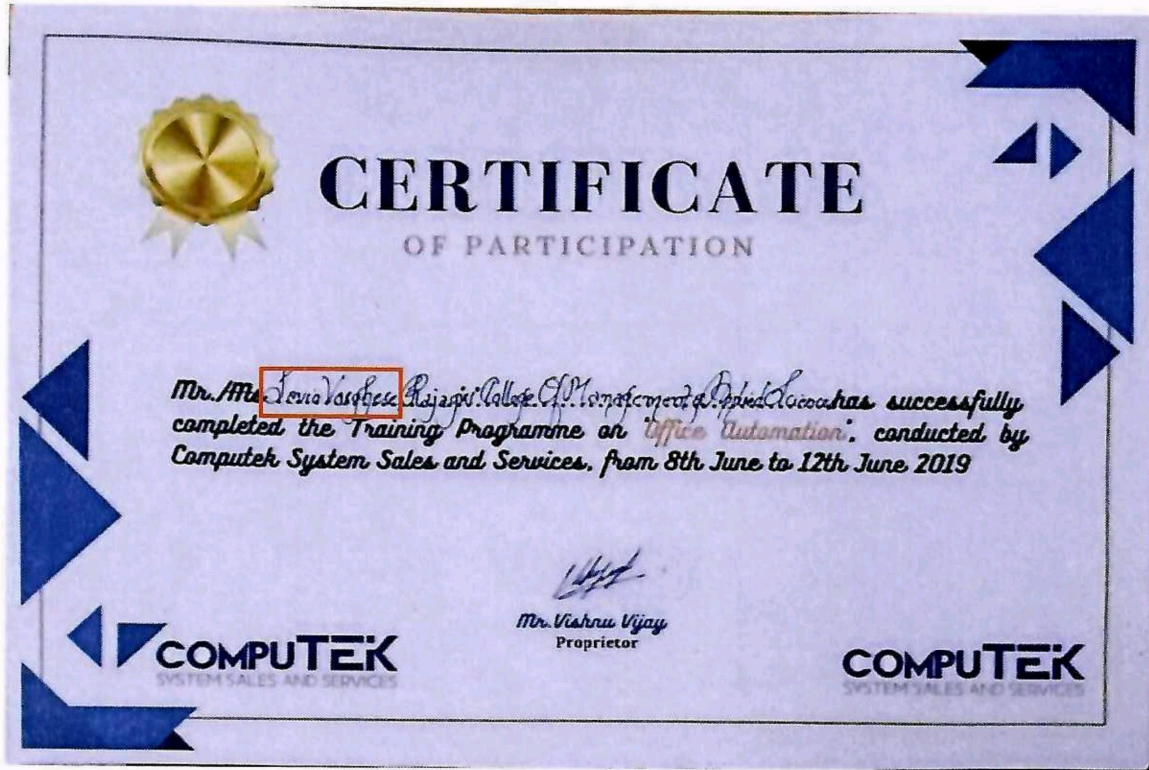 CERTIFICATE
OF PARTICIPATION
Mr./Ms Varghese Rajagiri College Of Management & Applied has successfully
completed the Training Programme on 'Office Automation', conducted by
Computek System Sales and Services, from 8th June to 12th June 2019
Mr. Vishnu Vijay
Proprietor
COMPUTEK
SYSTEM SALES AND SERVICES
COMPUTEK
SYSTEM SALES AND SERVICES